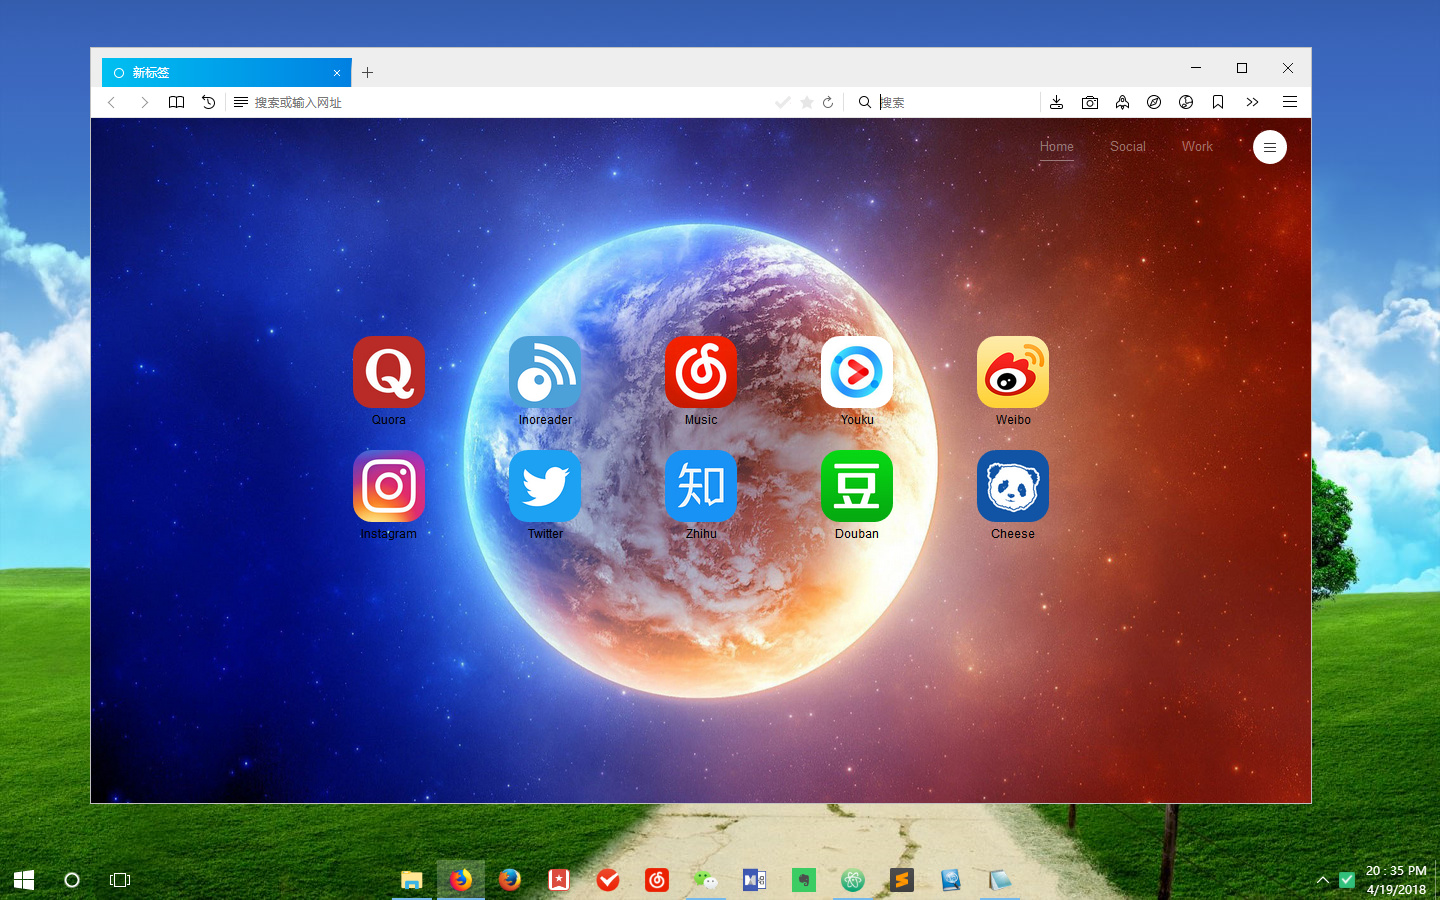 新标签
搜索或输入网址
搜索
Home Social Work
Quora Inoreader Music Youku Weibo
知 豆
Instagram Twitter Zhihu Douban Cheese
20 : 35 PM
4/19/2018